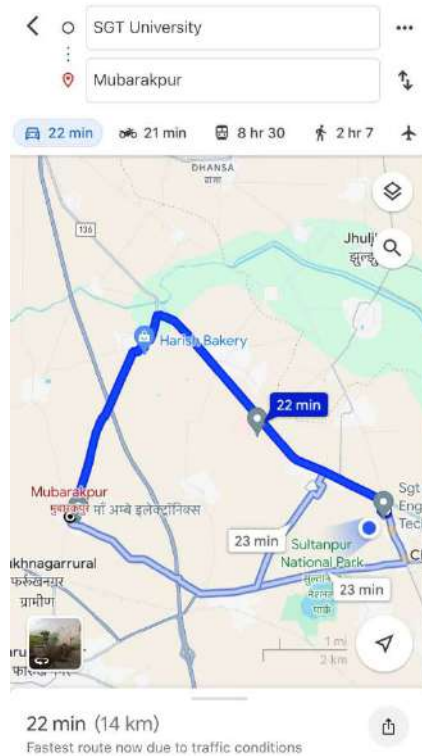 SGT University
Mubarakpur
22 min
21 min
8 hr 30
2 hr 7
DHANSA
ढांसा
136
Harish Bakery
22 min
Mubarakpur
मुबारकपुर
माँ अम्बे इलेक्ट्रॉनिक्स
Sgt
Eng
Tech
23 min
Sultanpur
National Park
सुल्तानपुर
नेशनल
पार्क
23 min
ukhnagarrural
फर्रुखनगर
ग्रामीण
1 mi
2 km
22 min (14 km)
Fastest route now due to traffic conditions